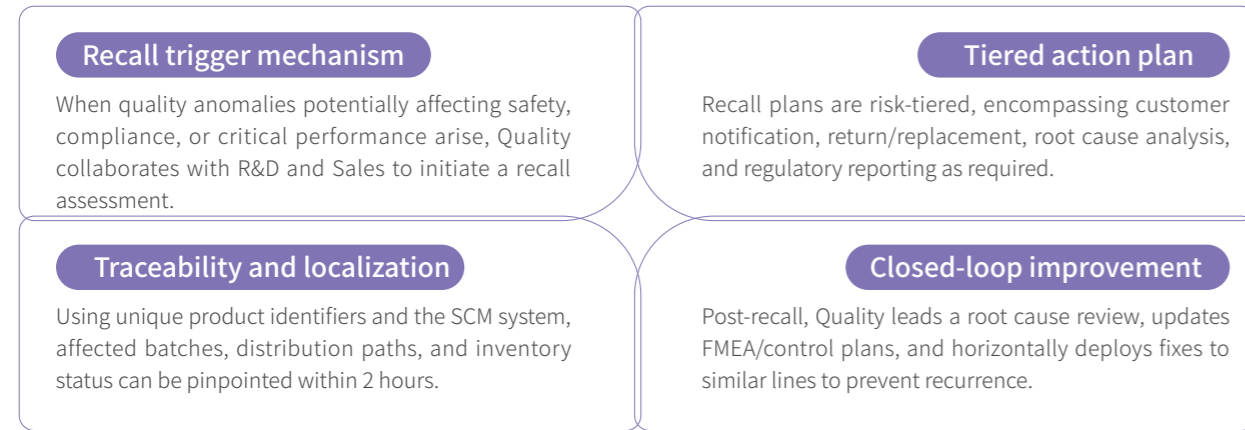 Recall trigger mechanism
When quality anomalies potentially affecting safety,
compliance, or critical performance arise, Quality
collaborates with R&D and Sales to initiate a recall
assessment.
Tiered action plan
Recall plans are risk-tiered, encompassing customer
notification, return/replacement, root cause analysis,
and regulatory reporting as required.
Traceability and localization
Using unique product identifiers and the SCM system,
affected batches, distribution paths, and inventory
status can be pinpointed within 2 hours.
Closed-loop improvement
Post-recall, Quality leads a root cause review, updates
FMEA/control plans, and horizontally deploys fixes to
similar lines to prevent recurrence.